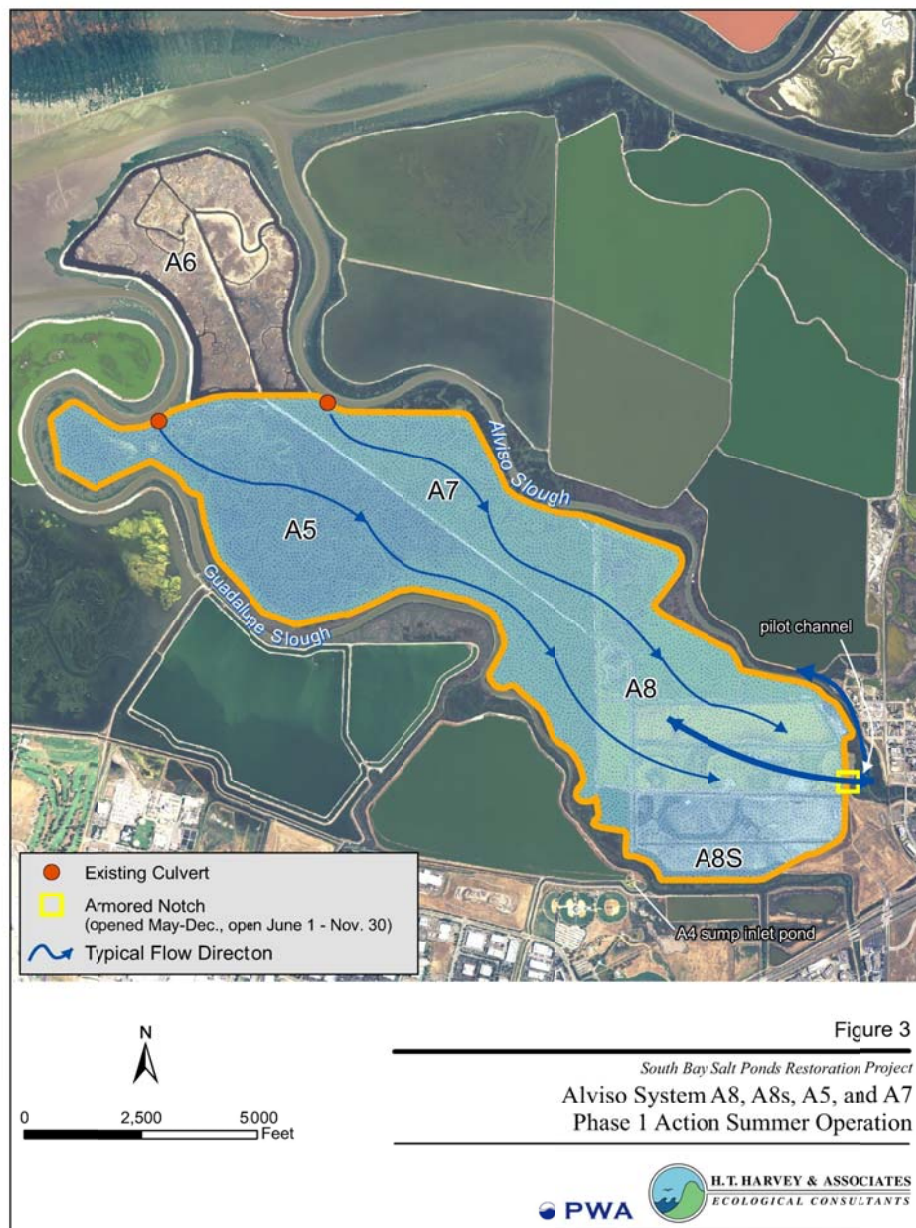 A6
Alviso Slough
A7
A5
Guadalupe Slough
pilot channel
A8
A8S
A4 sump inlet pond
Existing Culvert
Armored Notch
(opened May-Dec., open June 1 - Nov. 30)
Typical Flow Directon
N
0 2,500 5000
Feet
Figure 3
South Bay Salt Ponds Restoration Project
Alviso System A8, A8s, A5, and A7
Phase 1 Action Summer Operation
PWA
H.T. HARVEY & ASSOCIATES
ECOLOGICAL CONSULTANTS